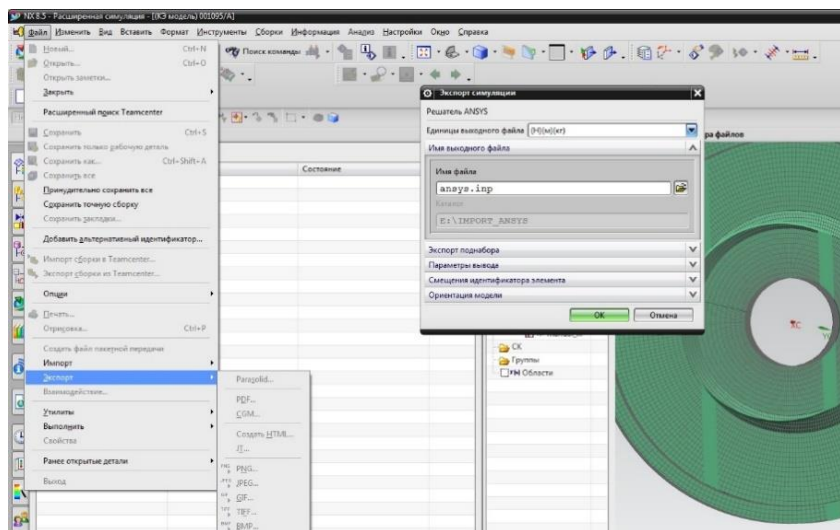 NX 8.5 - Расширенная симуляция - [(КЭ модель) 001095/A]
Файл Изменить Вид Вставить Формат Инструменты Сборки Информация Анализ Настройки Окно Справка
Новый... Ctrl+N
Открыть... Ctrl+O
Открыть заметки...
Закрыть
Расширенный поиск Teamcenter
Сохранить Ctrl+S
Сохранить только рабочую деталь
Сохранить как... Ctrl+Shift+A
Сохранить все
Принудительно сохранить все
Сохранить точную сборку
Сохранить закладки...
Добавить альтернативный идентификатор...
Импорт сборки в Teamcenter...
Экспорт сборки из Teamcenter...
Опции
Печать...
Отрисовка... Ctrl+P
Создать файл пакетной передачи
Импорт
Экспорт
Взаимодействие...
Утилиты
Выполнить
Свойства
Ранее открытые детали
Выход
Parasolid...
PDF...
CGM...
Создать HTML...
JT...
PNG...
JPEG...
GIF...
TIFF...
BMP...
Поиск команды
Состояние
Экспорт симуляции
Решатель ANSYS
Единицы выходного файла (Н)(м)(кг)
Имя выходного файла
Имя файла
ansys.inp
Каталог
E:\IMPORT_ANSYS
Экспорт поднабора
Параметры вывода
Смещения идентификатора элемента
Ориентация модели
OK Отмена
ра файлов
СК
Группы
Области
XC